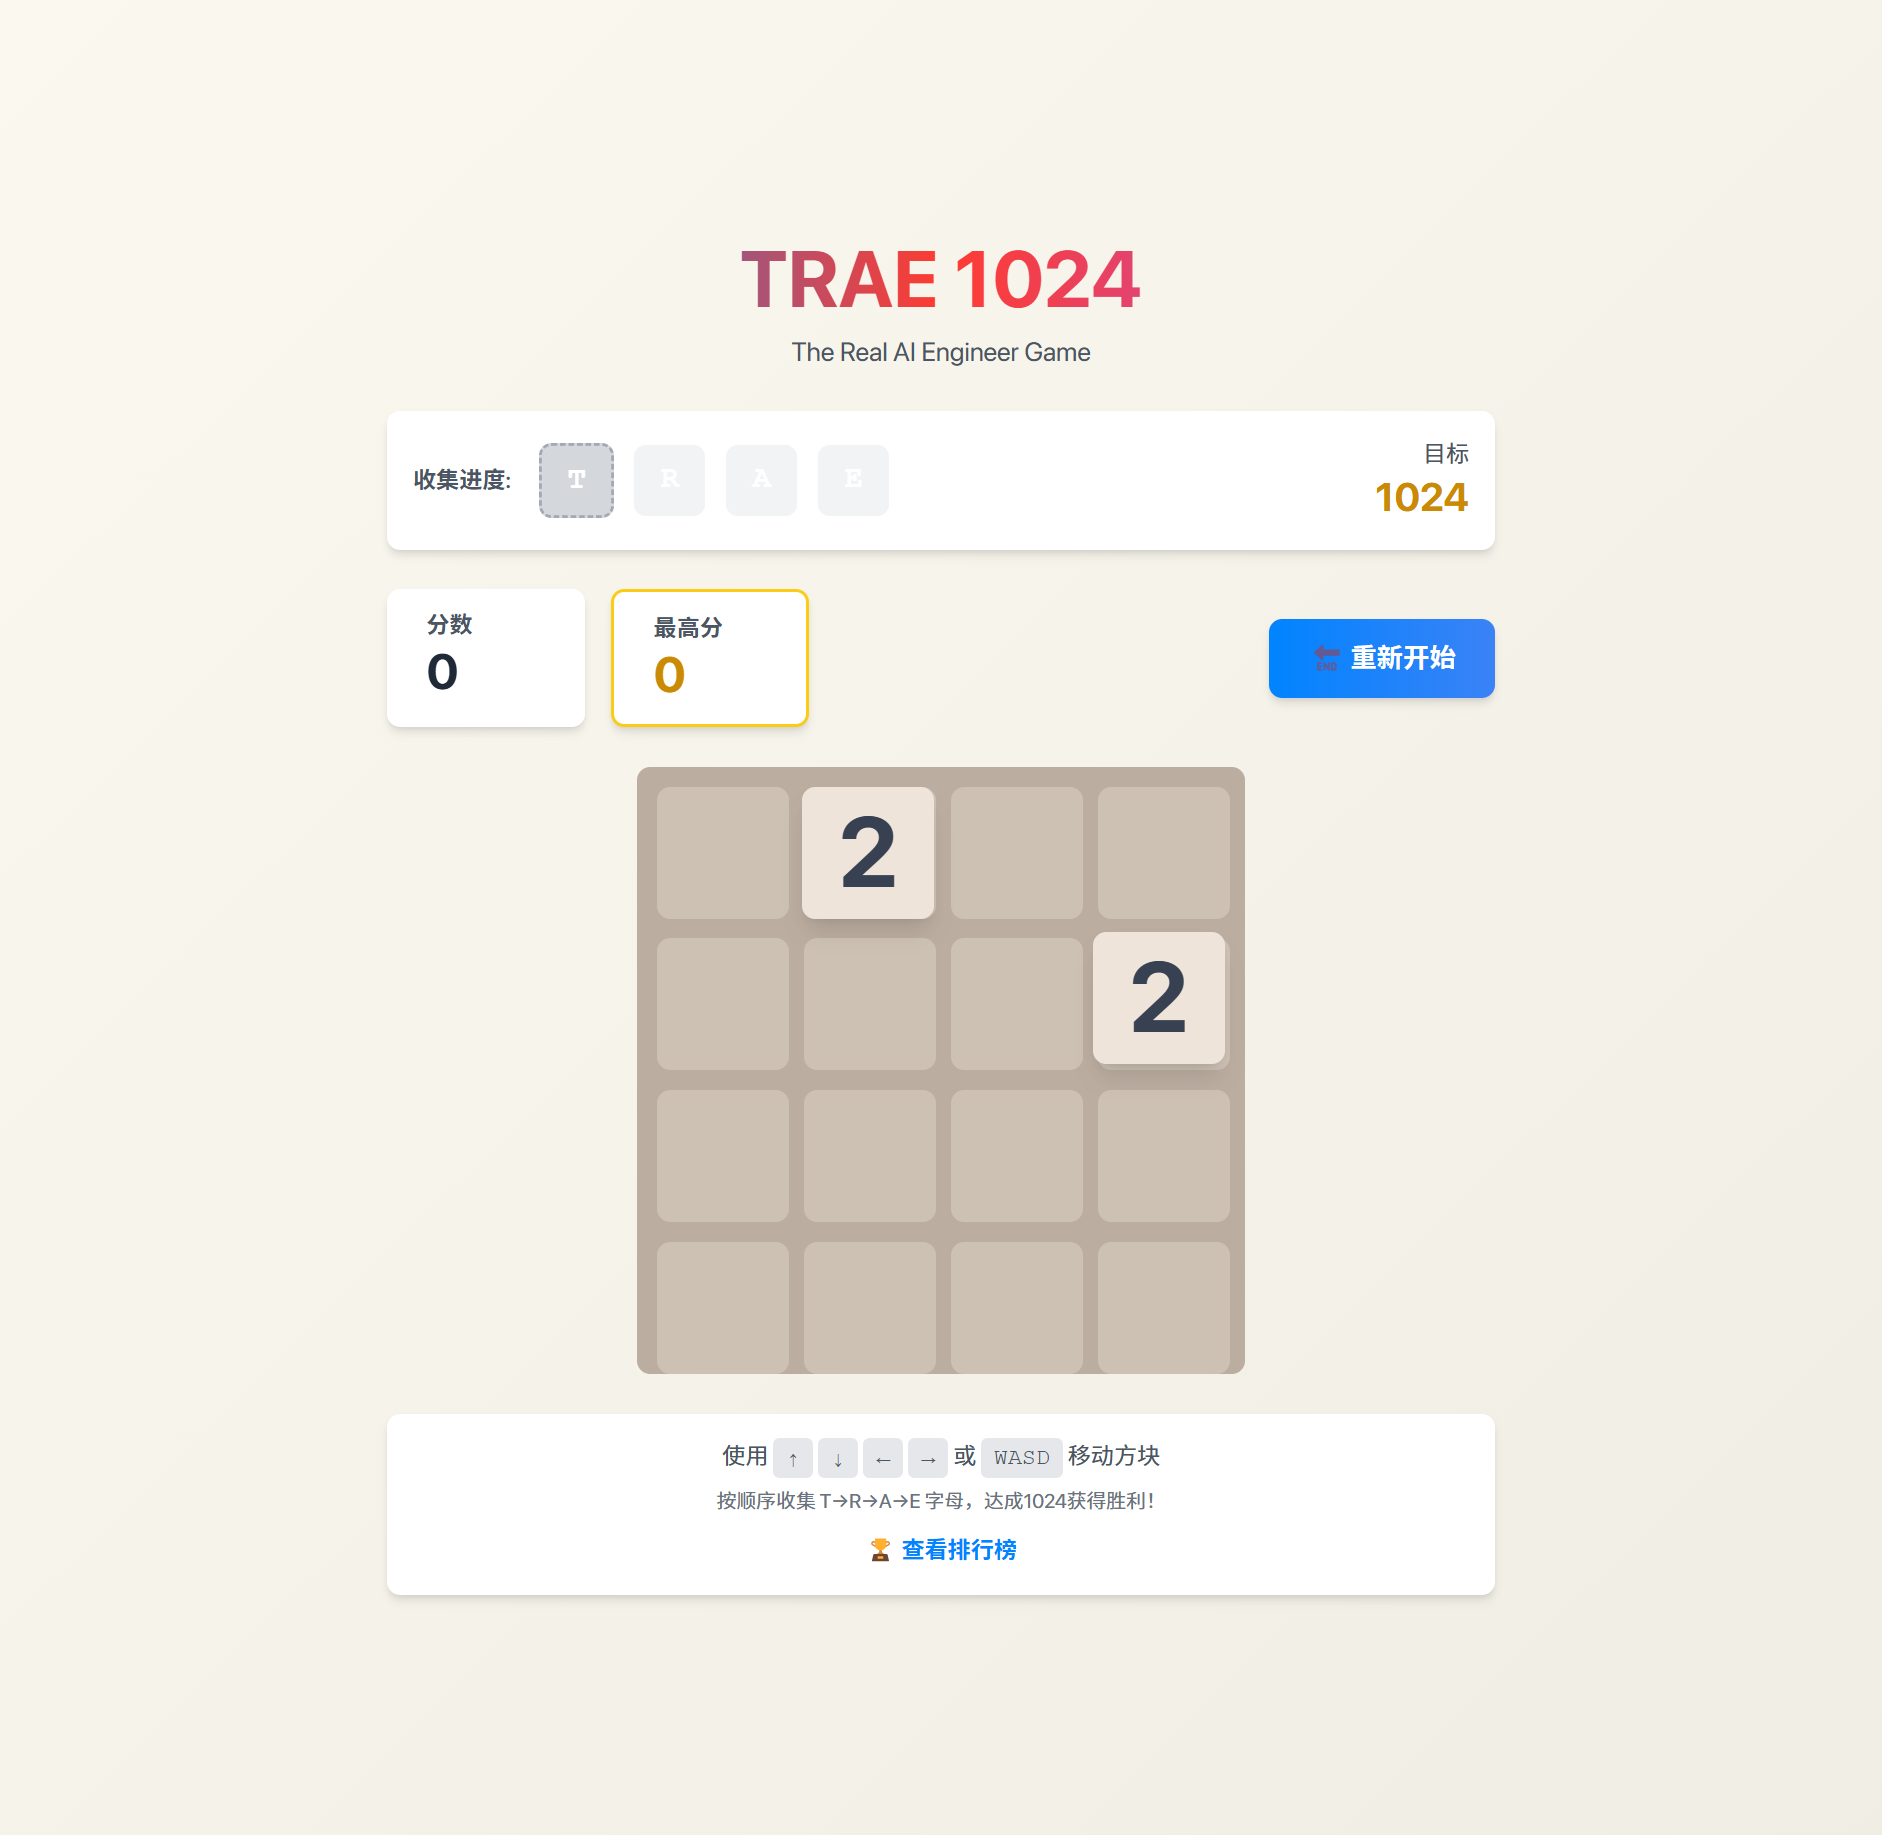 TRAE 1024
The Real AI Engineer Game
收集进度: T R A E
目标
1024
分数
0
最高分
0
END 重新开始
2
2
使用 ↑ ↓ ← → 或 WASD 移动方块
按顺序收集 T→R→A→E 字母，达成1024获得胜利！
查看排行榜